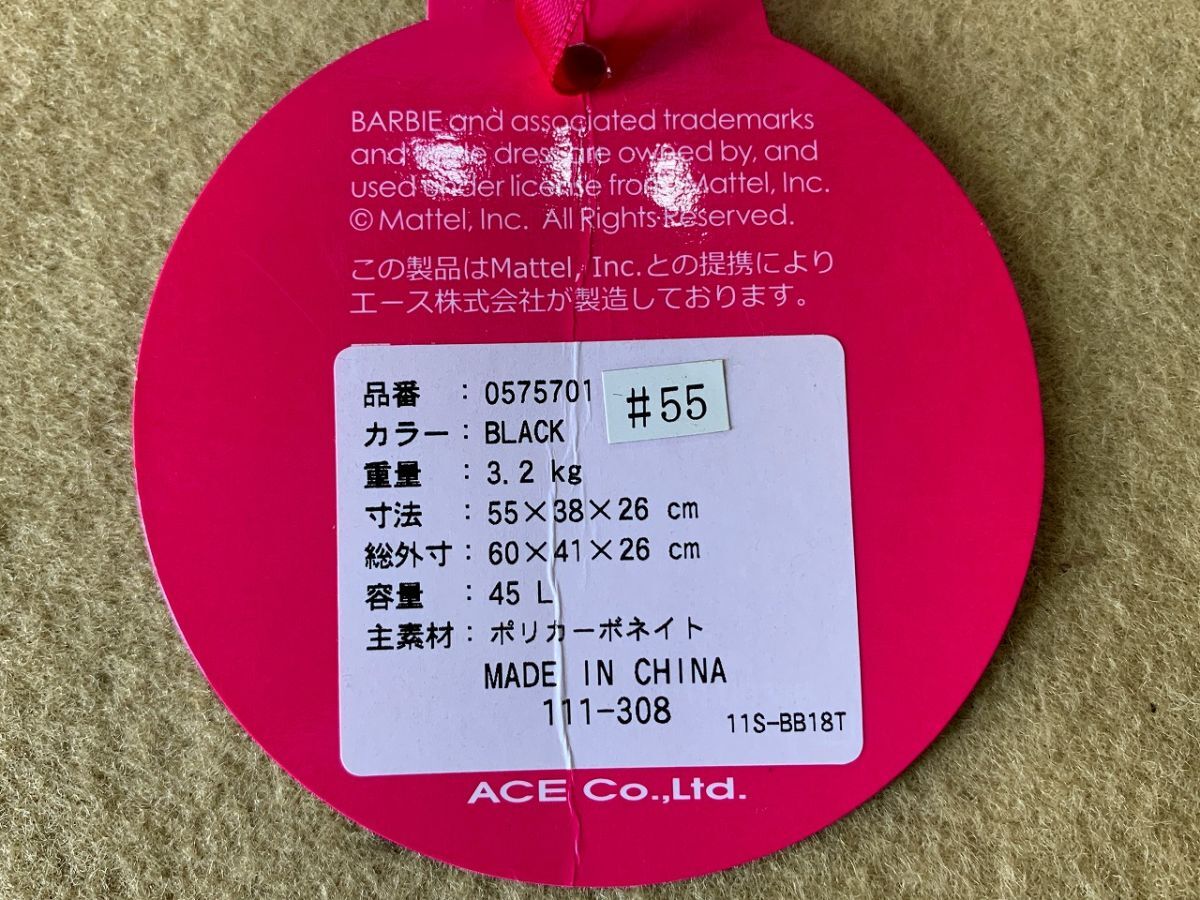 BARBIE and associated trademarks
and trade dress are owned by, and
used under license from Mattel, Inc.
© Mattel, Inc. All Rights Reserved.
この製品はMattel, Inc.との提携により
エース株式会社が製造しております。
品番 : 0575701 #55
カラー : BLACK
重量 : 3.2 kg
寸法 : 55×38×26 cm
総外寸 : 60×41×26 cm
容量 : 45 L
主素材 : ポリカーボネイト
MADE IN CHINA
111-308 11S-BB18T
ACE Co.,Ltd.